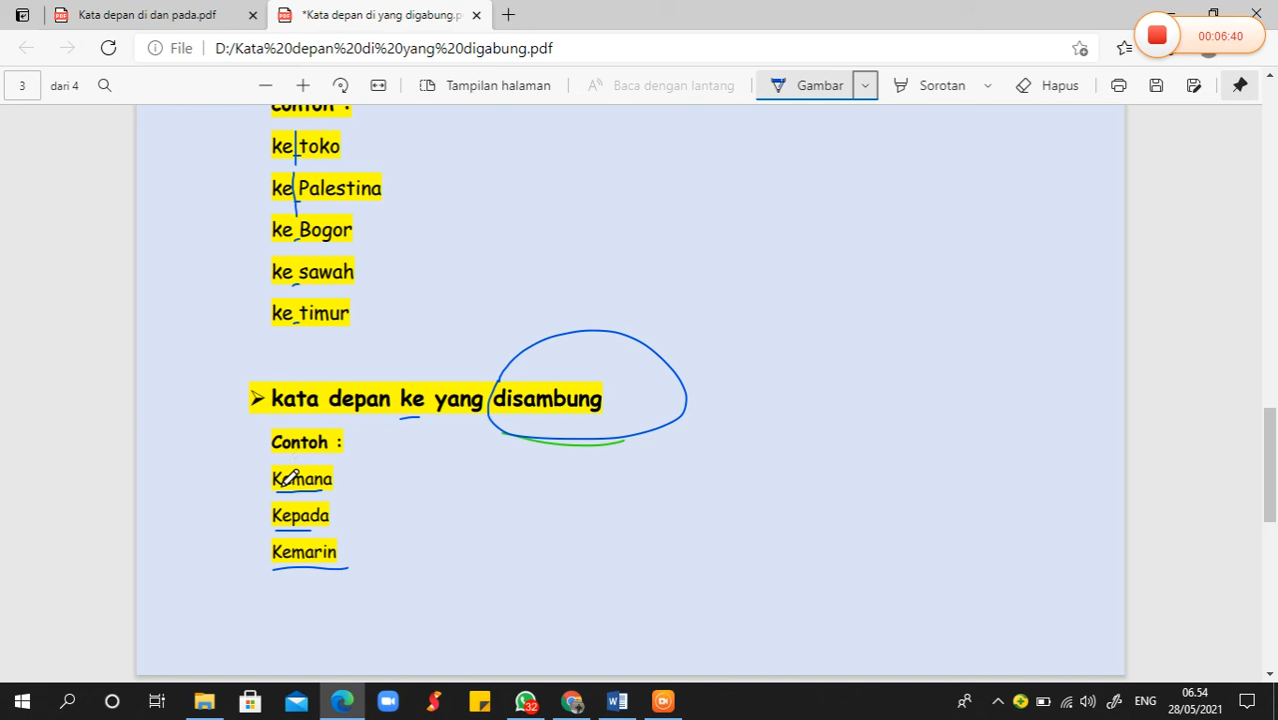 Kata depan di dan pada.pdf
*Kata depan di yang digabung.p
00:06:40
File
D:/Kata%20depan%20di%20yang%20digabung.pdf
3 dari 4
Tampilan halaman
Baca dengan lantang
Gambar
Sorotan
Hapus
Contoh :
ke toko
ke Palestina
ke Bogor
ke sawah
ke timur
kata depan ke yang disambung
Contoh :
Kemana
Kepada
Kemarin
32
ENG
06.54
28/05/2021